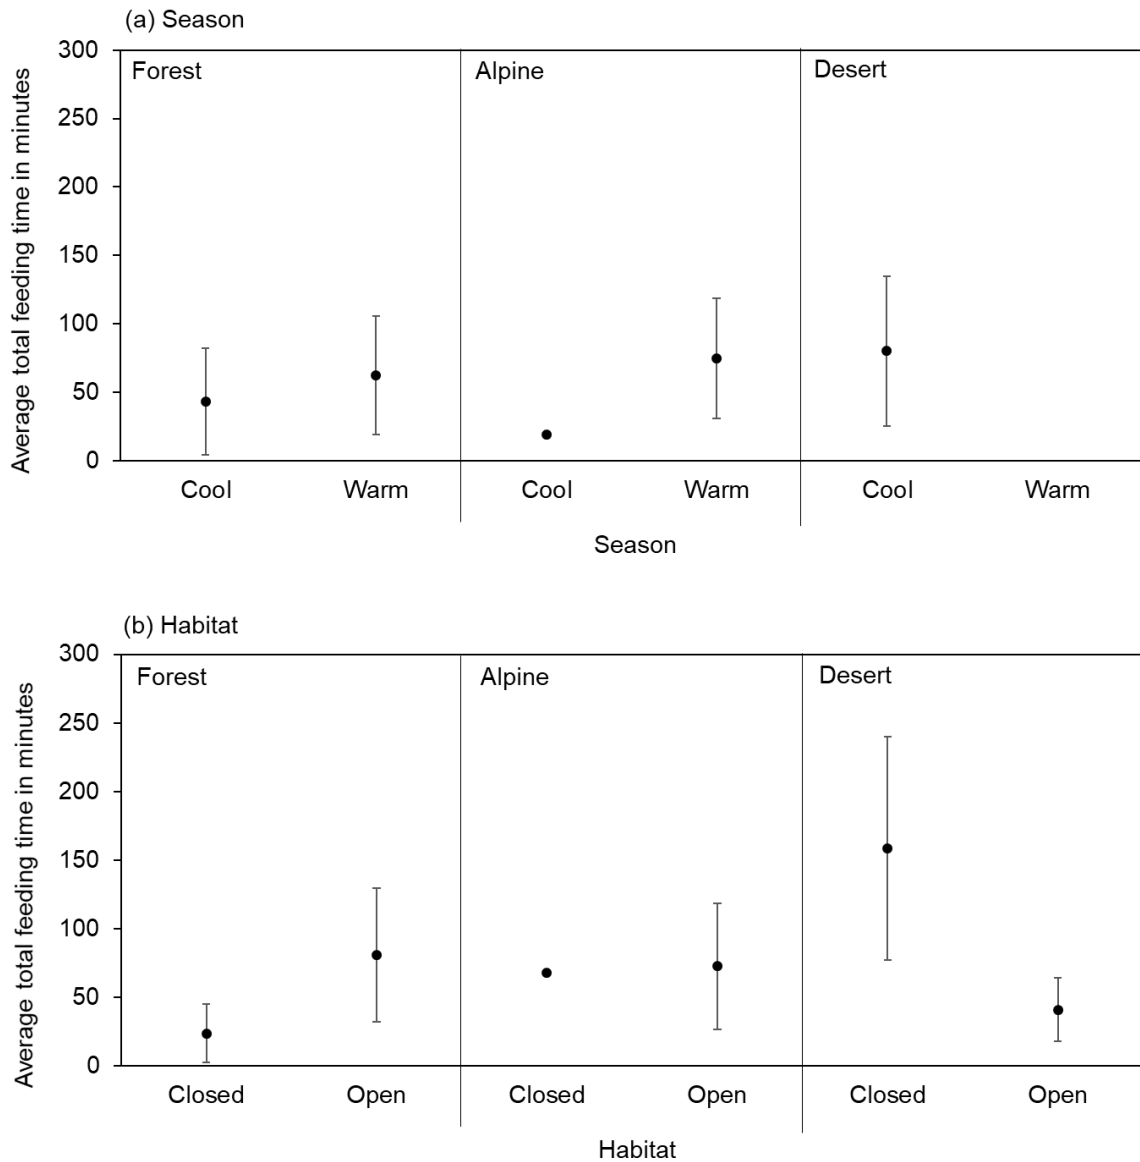 (a) Season
Average total feeding time in minutes
300
250
200
150
100
50
0
Forest
Alpine
Desert
Cool Warm Cool Warm Cool Warm
Season
(b) Habitat
Average total feeding time in minutes
300
250
200
150
100
50
0
Forest
Alpine
Desert
Closed Open Closed Open Closed Open
Habitat